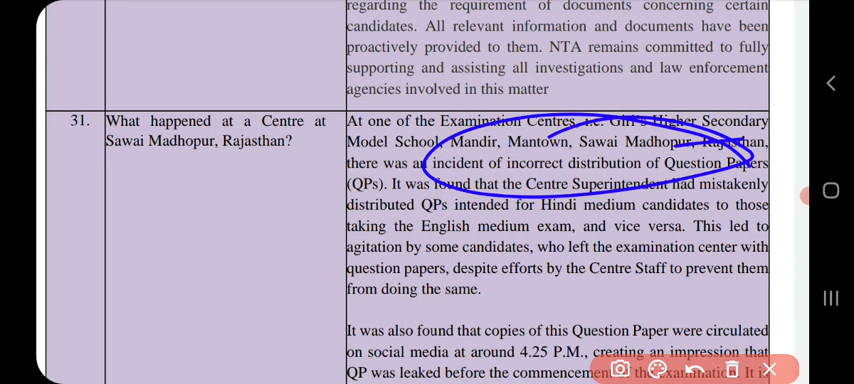 regarding the requirement of documents concerning certain
candidates. All relevant information and documents have been
proactively provided to them. NTA remains committed to fully
supporting and assisting all investigations and law enforcement
agencies involved in this matter
31. What happened at a Centre at
Sawai Madhopur, Rajasthan?
At one of the Examination Centres, i.e. Girl's Higher Secondary
Model School, Mandir, Mantown, Sawai Madhopur, Rajasthan,
there was an incident of incorrect distribution of Question Papers
(QPs). It was found that the Centre Superintendent had mistakenly
distributed QPs intended for Hindi medium candidates to those
taking the English medium exam, and vice versa. This led to
agitation by some candidates, who left the examination center with
question papers, despite efforts by the Centre Staff to prevent them
from doing the same.
It was also found that copies of this Question Paper were circulated
on social media at around 4.25 P.M., creating an impression that
QP was leaked before the commencement of the examination. It is